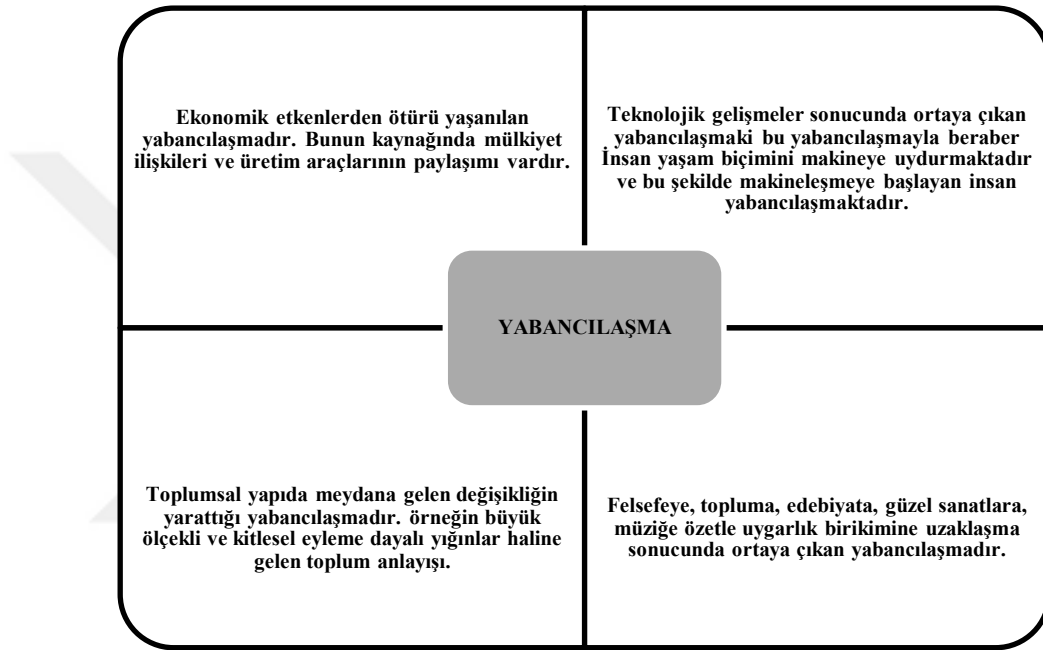 Ekonomik etkenlerden ötürü yaşanılan
yabancılaşmadır. Bunun kaynağında mülkiyet
ilişkileri ve üretim araçlarının paylaşımı vardır.
Teknolojik gelişmeler sonucunda ortaya çıkan
yabancılaşmaki bu yabancılaşmayla beraber
İnsan yaşam biçimini makineye uydurmaktadır
ve bu şekilde makineleşmeye başlayan insan
yabancılaşmaktadır.
YABANCILAŞMA
Toplumsal yapıda meydana gelen değişikliğin
yarattığı yabancılaşmadır. örneğin büyük
ölçekli ve kitlesel eyleme dayalı yığınlar haline
gelen toplum anlayışı.
Felsefeye, topluma, edebiyata, güzel sanatlara,
müziğe özetle uygarlık birikimine uzaklaşma
sonucunda ortaya çıkan yabancılaşmadır.